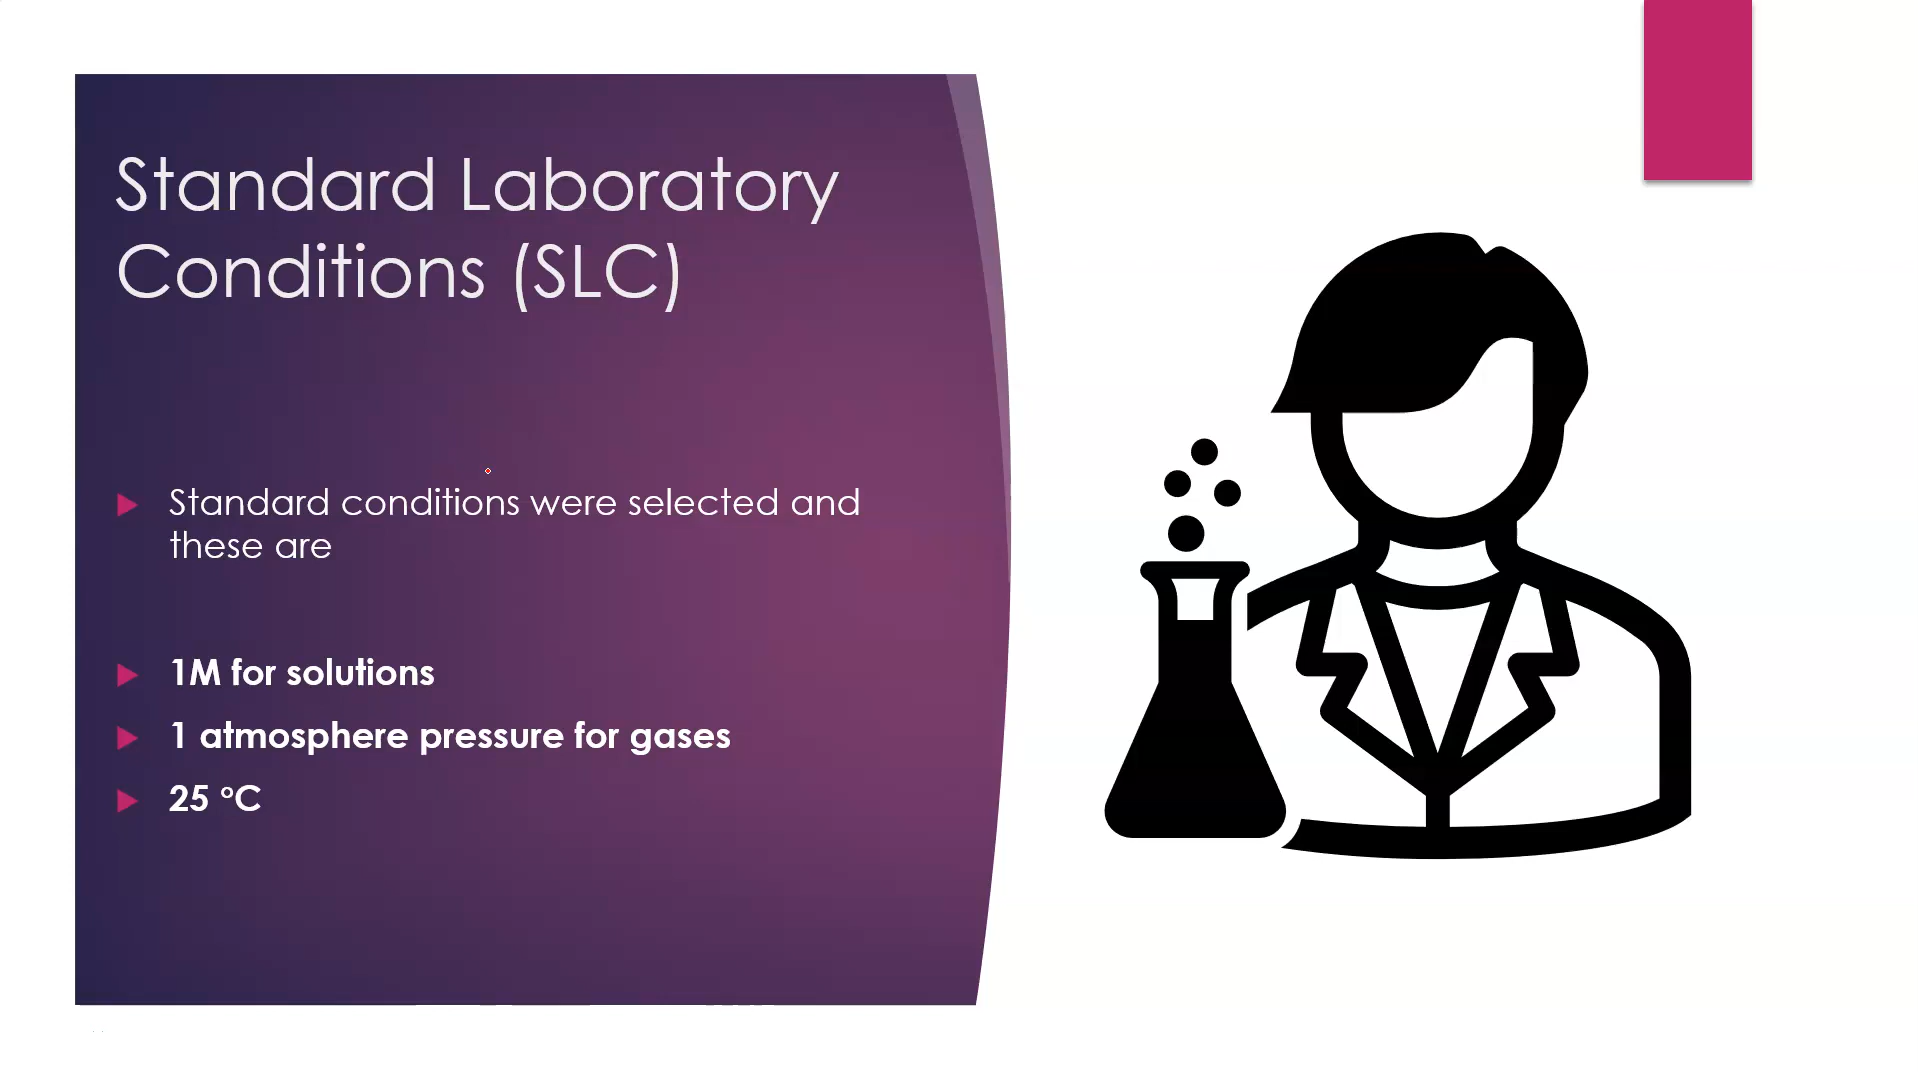 Standard Laboratory
Conditions (SLC)
Standard conditions were selected and
these are
1M for solutions
1 atmosphere pressure for gases
25 °C